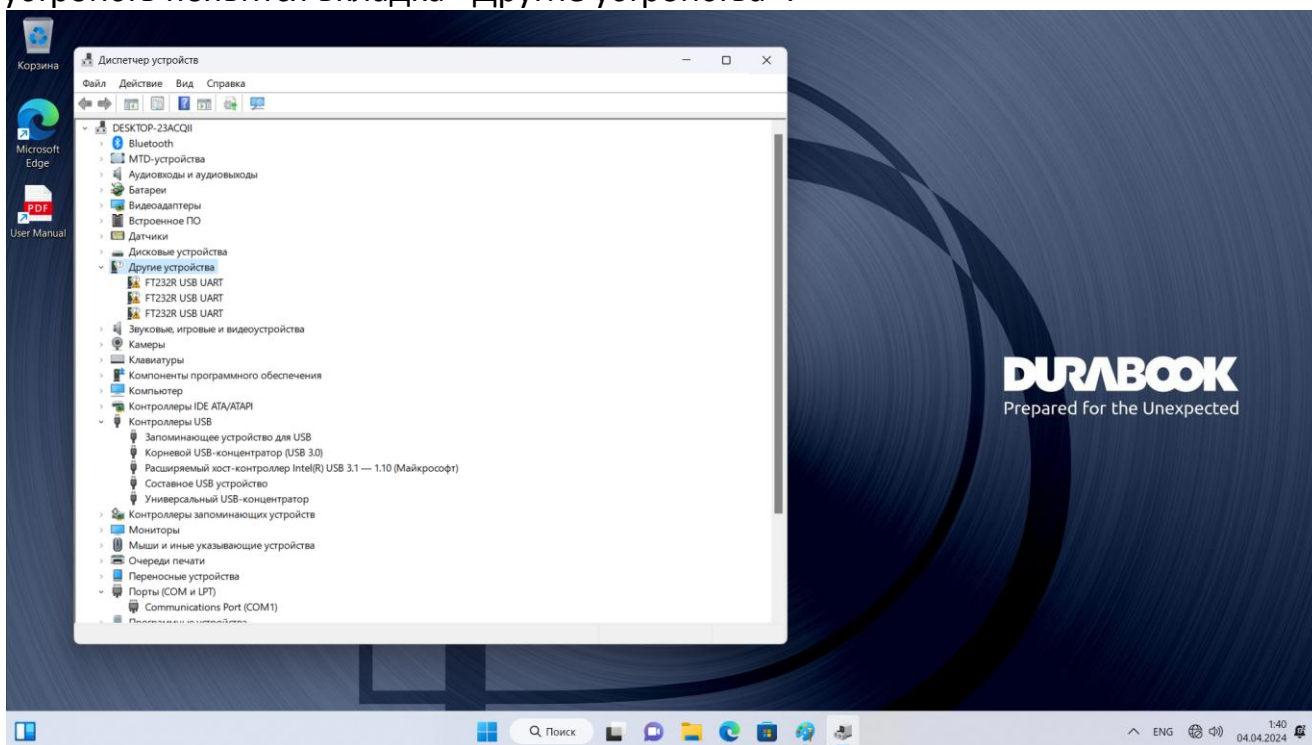 Корзина
Microsoft
Edge
PDF
User Manual
Диспетчер устройств
Файл Действие Вид Справка
DESKTOP-23ACQII
Bluetooth
MTD-устройства
Аудиовходы и аудиовыходы
Батареи
Видеоадаптеры
Встроенное ПО
Датчики
Дисковые устройства
Другие устройства
FT232R USB UART
FT232R USB UART
FT232R USB UART
Звуковые, игровые и видеоустройства
Камеры
Клавиатуры
Компоненты программного обеспечения
Компьютер
Контроллеры IDE ATA/ATAPI
Контроллеры USB
Запоминающее устройство для USB
Корневой USB-концентратор (USB 3.0)
Расширяемый хост-контроллер Intel(R) USB 3.1 — 1.10 (Майкрософт)
Составное USB устройство
Универсальный USB-концентратор
Контроллеры запоминающих устройств
Мониторы
Мыши и иные указывающие устройства
Очереди печати
Переносные устройства
Порты (COM и LPT)
Communications Port (COM1)
DURABOOK
Prepared for the Unexpected
Поиск
ENG
1:40
04.04.2024